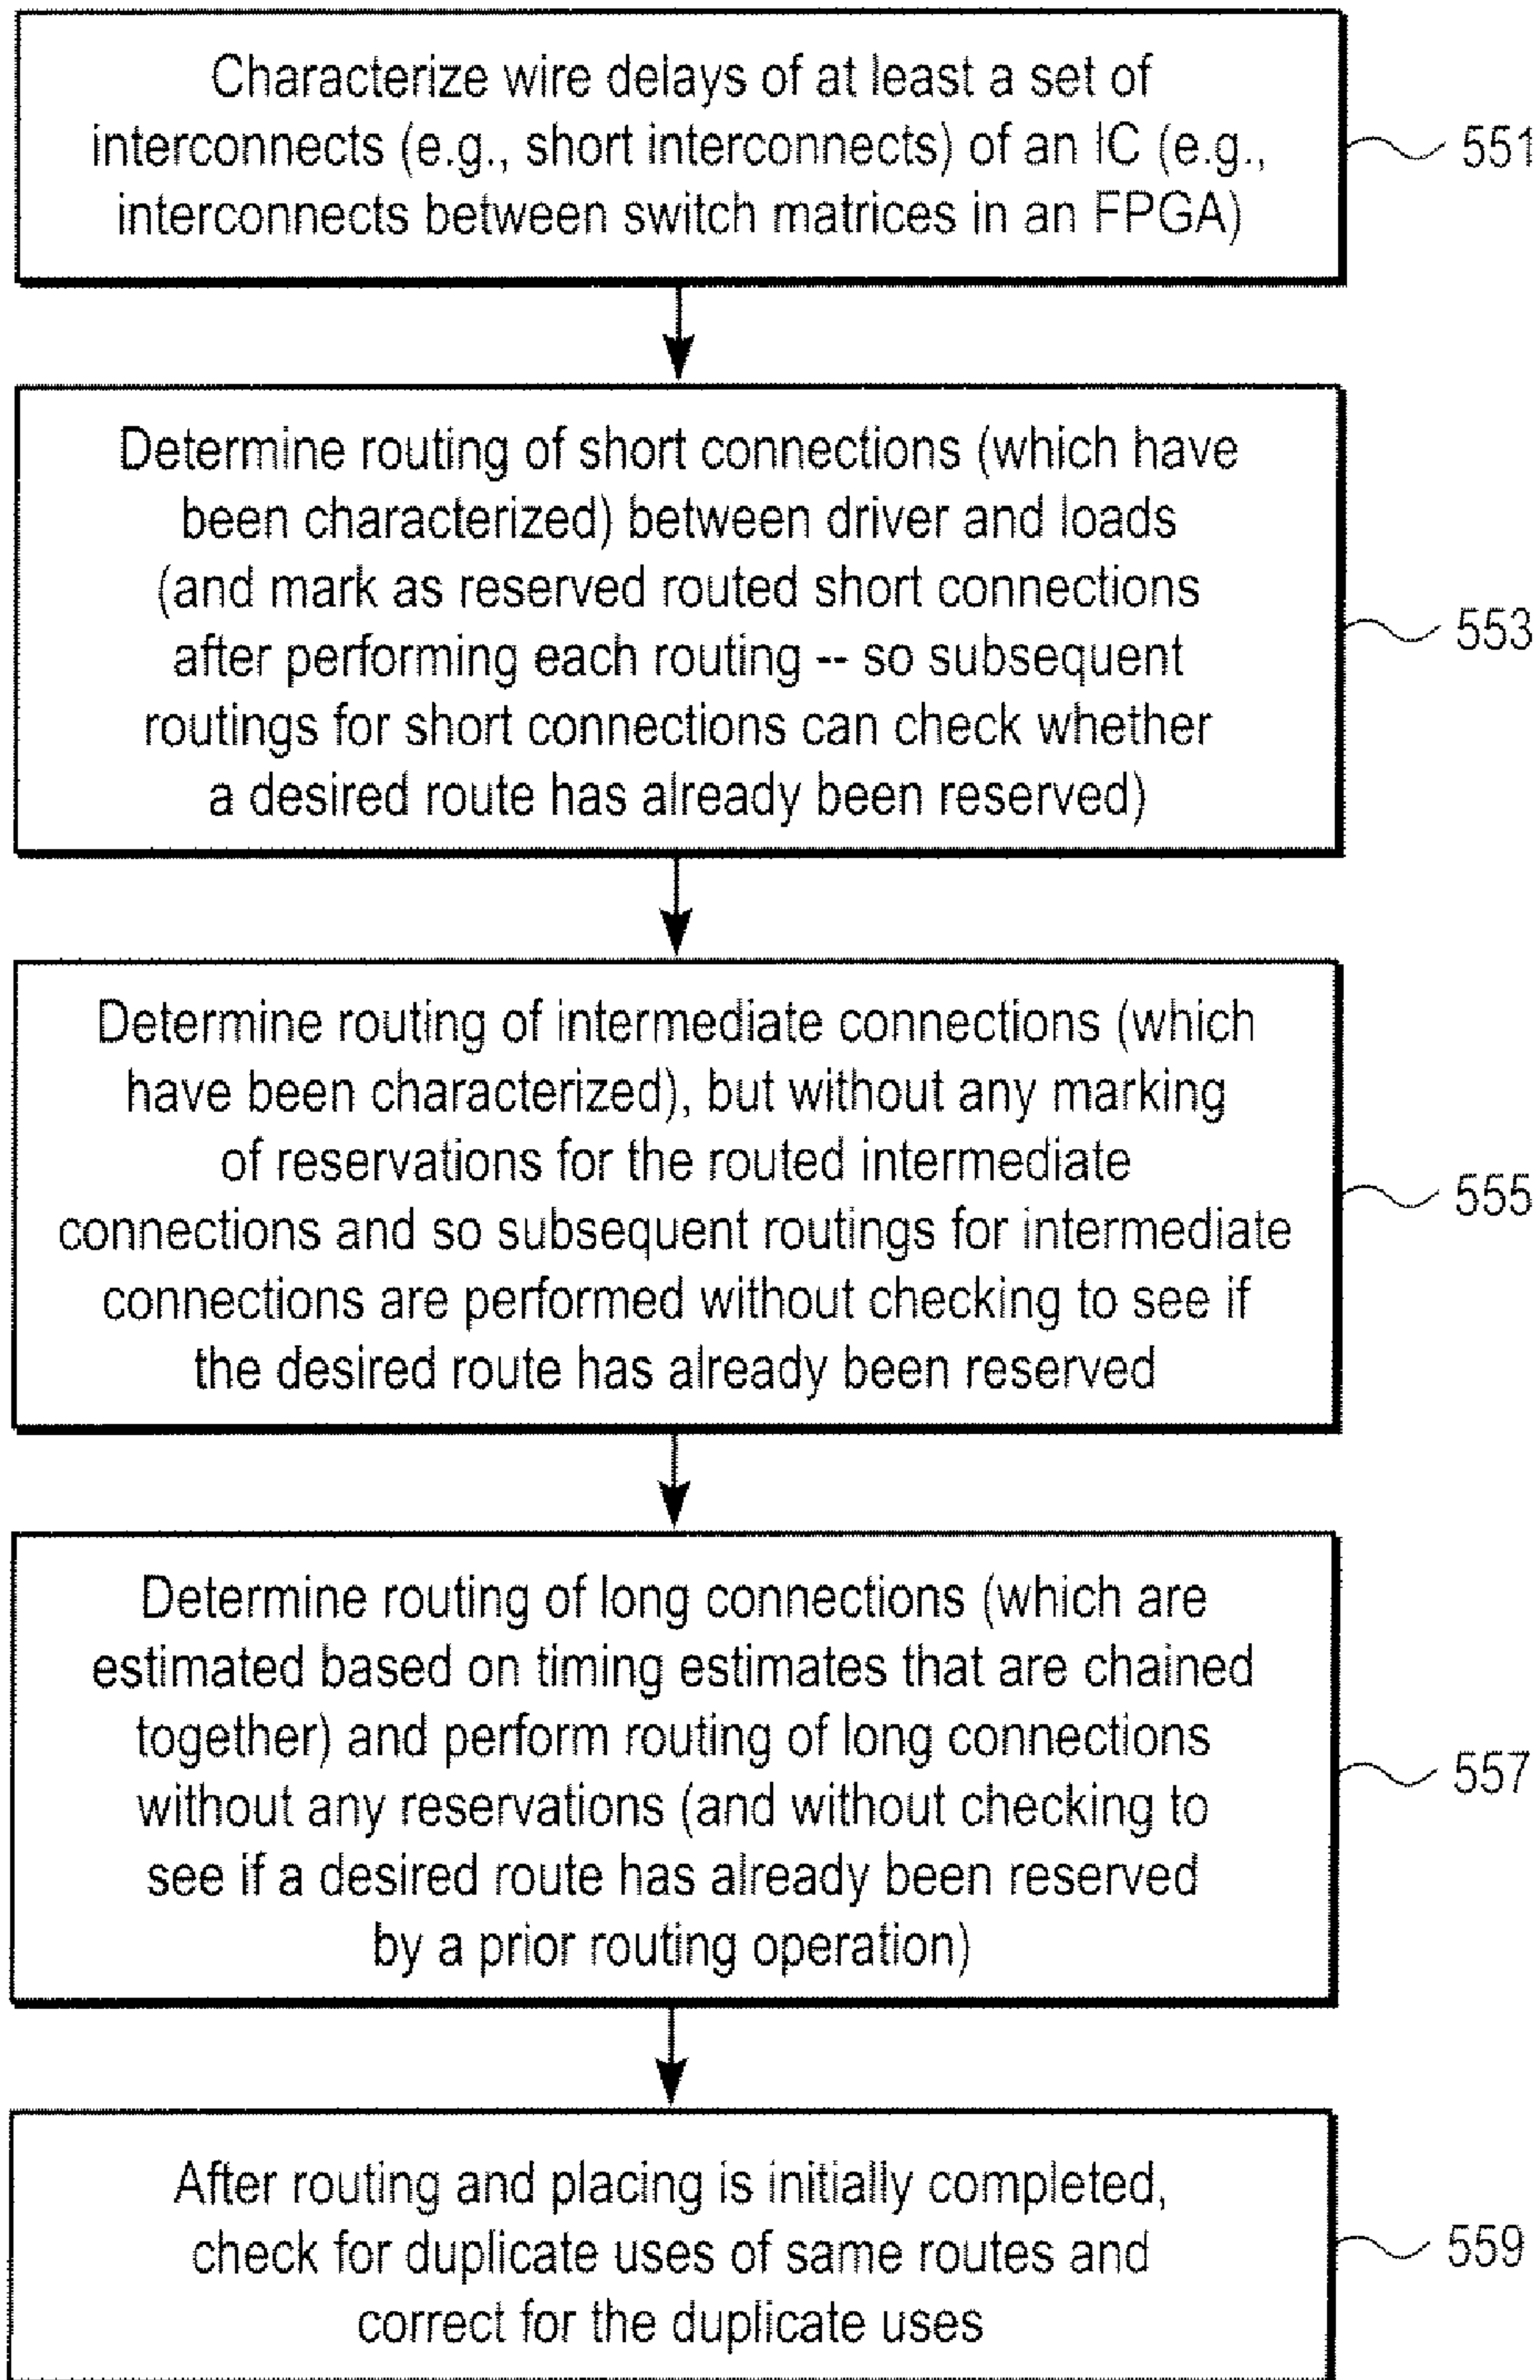 Characterize wire delays of at least a set of
interconnects (e.g., short interconnects) of an IC (e.g.,
interconnects between switch matrices in an FPGA)
551
Determine routing of short connections (which have
been characterized) between driver and loads
(and mark as reserved routed short connections
after performing each routing -- so subsequent
routings for short connections can check whether
a desired route has already been reserved)
553
Determine routing of intermediate connections (which
have been characterized), but without any marking
of reservations for the routed intermediate
connections and so subsequent routings for intermediate
connections are performed without checking to see if
the desired route has already been reserved
555
Determine routing of long connections (which are
estimated based on timing estimates that are chained
together) and perform routing of long connections
without any reservations (and without checking to
see if a desired route has already been reserved
by a prior routing operation)
557
After routing and placing is initially completed,
check for duplicate uses of same routes and
correct for the duplicate uses
559